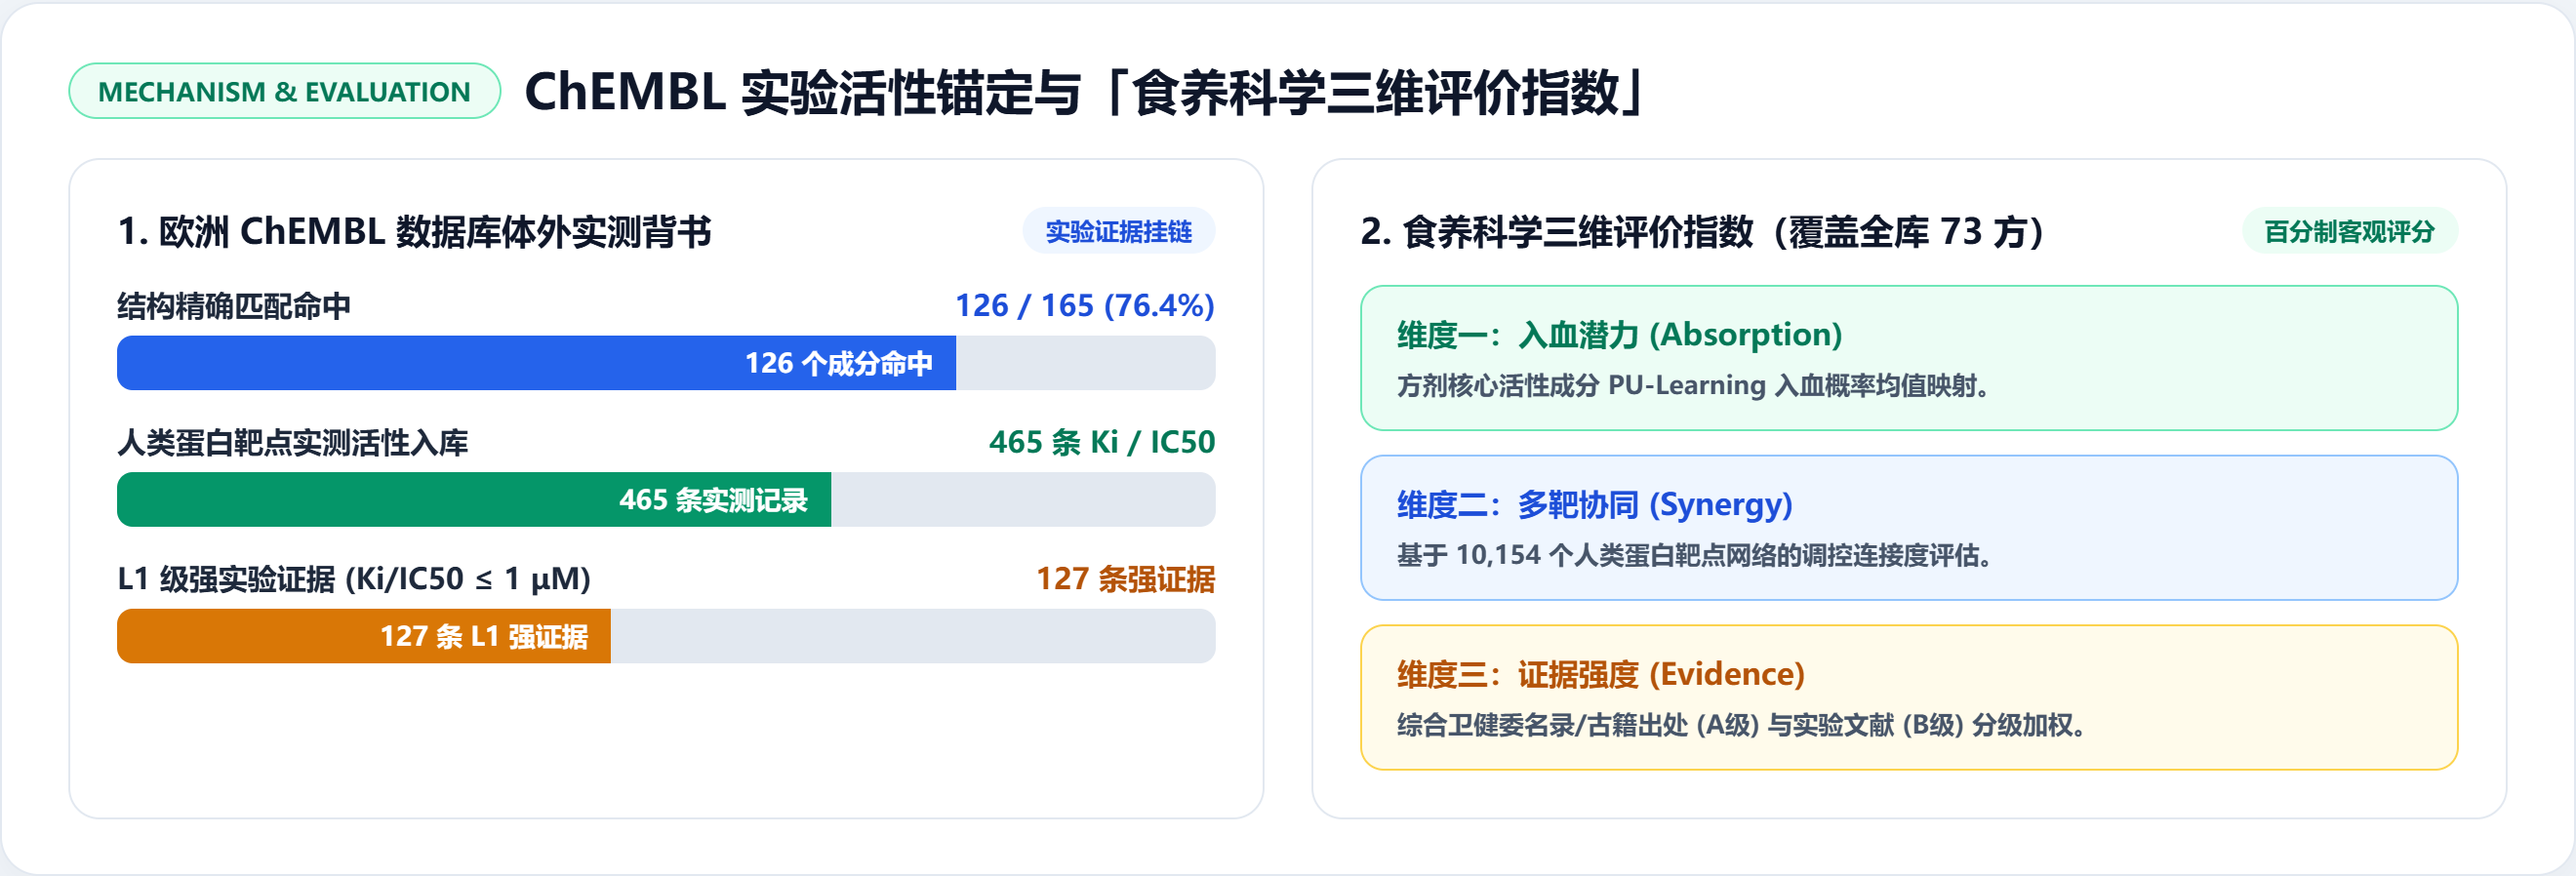 MECHANISM & EVALUATION
ChEMBL 实验活性锚定与「食养科学三维评价指数」
1. 欧洲 ChEMBL 数据库体外实测背书
实验证据挂链
结构精确匹配命中
126 / 165 (76.4%)
126 个成分命中
人类蛋白靶点实测活性入库
465 条 Ki / IC50
465 条实测记录
L1 级强实验证据 (Ki/IC50 ≤ 1 μM)
127 条强证据
127 条 L1 强证据
2. 食养科学三维评价指数（覆盖全库 73 方）
百分制客观评分
维度一：入血潜力 (Absorption)
方剂核心活性成分 PU-Learning 入血概率均值映射。
维度二：多靶协同 (Synergy)
基于 10,154 个人类蛋白靶点网络的调控连接度评估。
维度三：证据强度 (Evidence)
综合卫健委名录/古籍出处 (A级) 与实验文献 (B级) 分级加权。